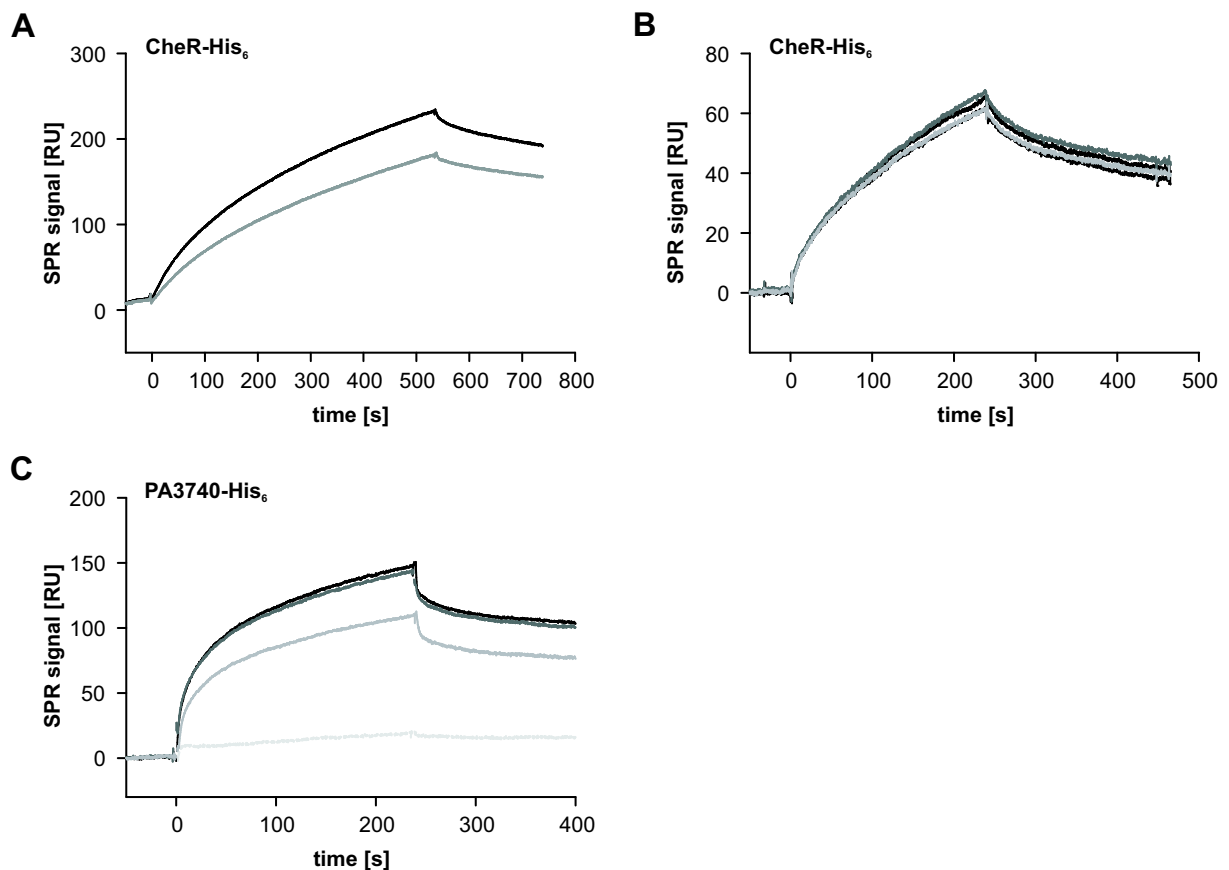 A
CheR-His₆
SPR signal [RU]
300
200
100
0
0 100 200 300 400 500 600 700 800
time [s]
B
CheR-His₆
SPR signal [RU]
80
60
40
20
0
0 100 200 300 400 500
time [s]
C
PA3740-His₆
SPR signal [RU]
200
150
100
50
0
0 100 200 300 400
time [s]